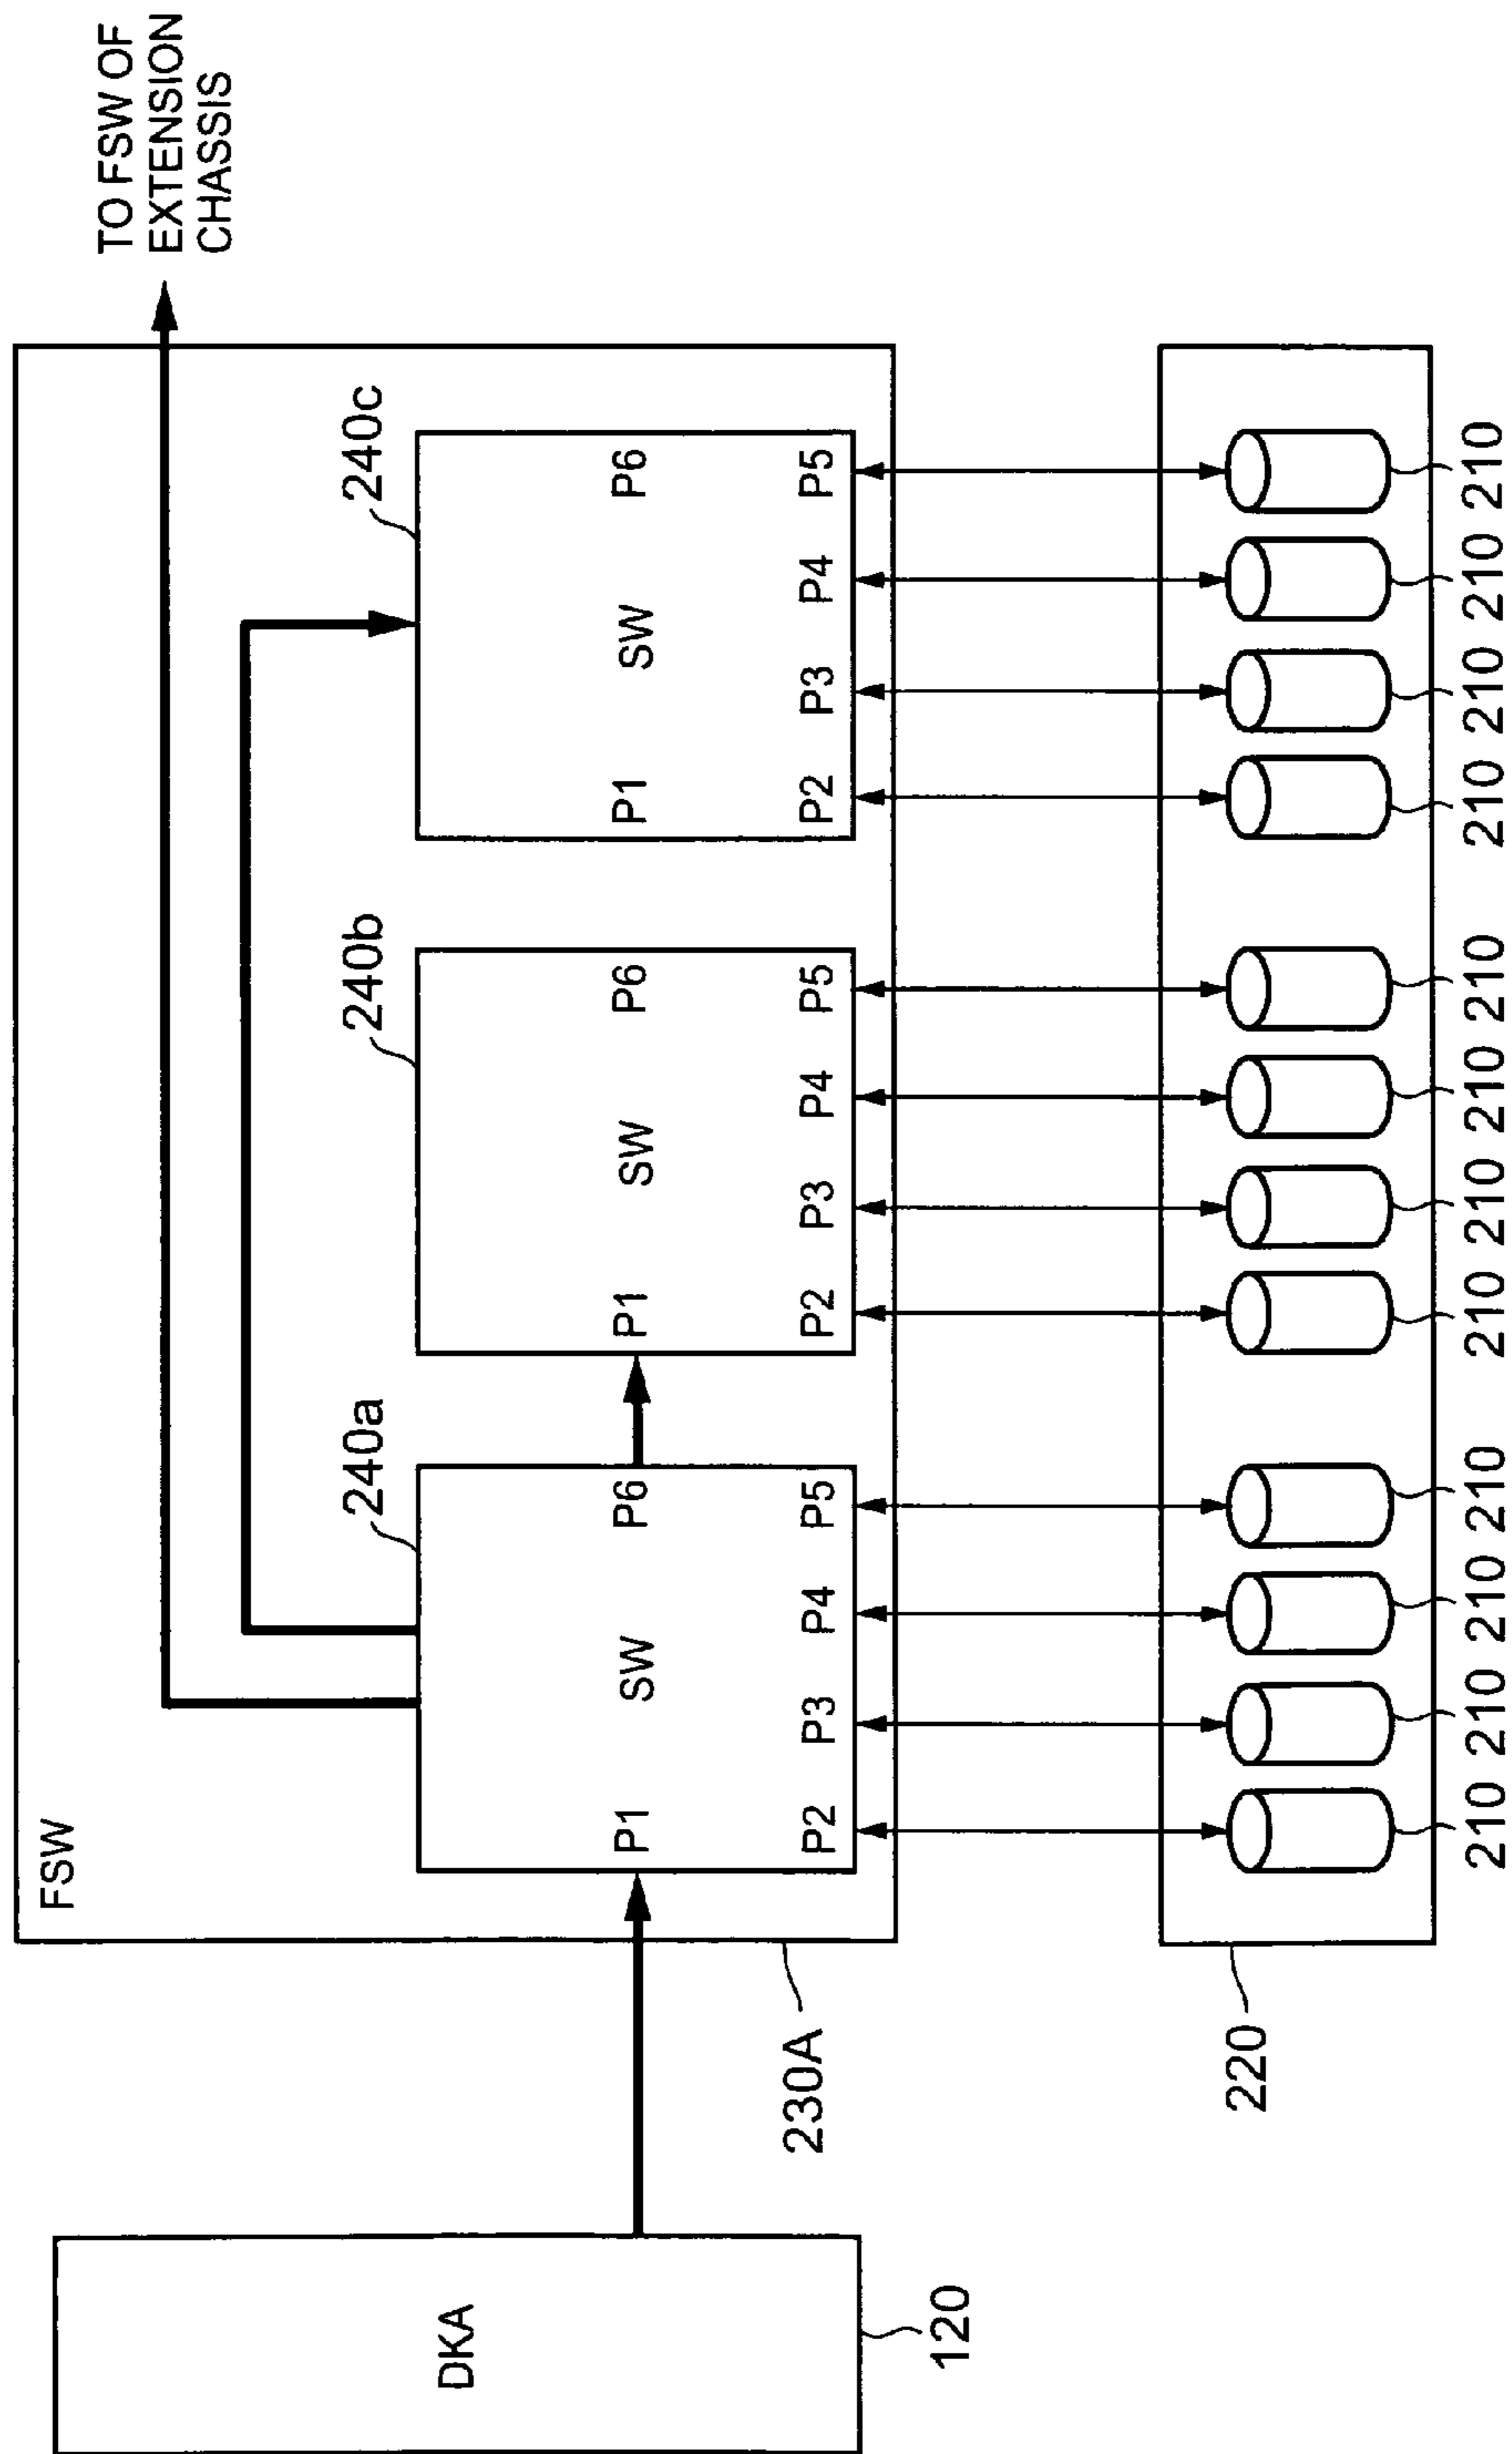 TO FSW OF
EXTENSION
CHASSIS
FSW
240a
240b
240c
DKA
P1
SW
P6
P1
SW
P6
P1
SW
P6
P2 P3 P4 P5
P2 P3 P4 P5
P2 P3 P4 P5
230A
120
220
210 210 210 210 210 210 210 210 210 210 210 210